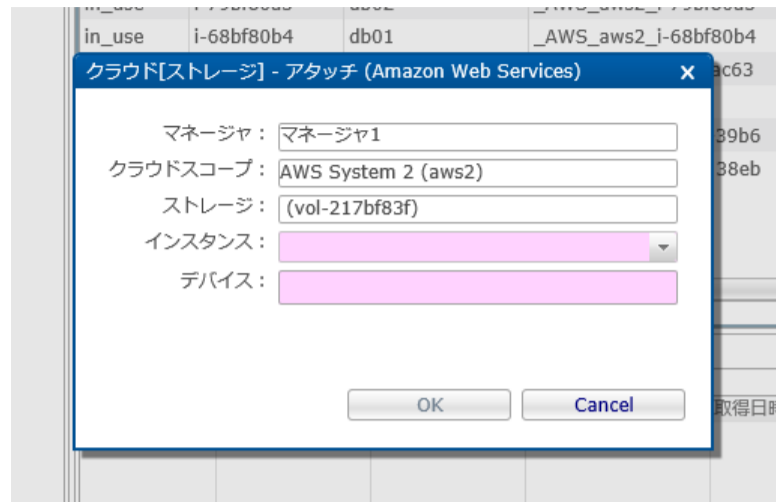 in_use i-68bf80b4 db01 _AWS_aws2_i-68bf80b4
クラウド[ストレージ] - アタッチ (Amazon Web Services) x
ac63
マネージャ： マネージャ1
39b6
クラウドスコープ： AWS System 2 (aws2)
38eb
ストレージ： (vol-217bf83f)
インスタンス：
デバイス：
OK Cancel
取得日時